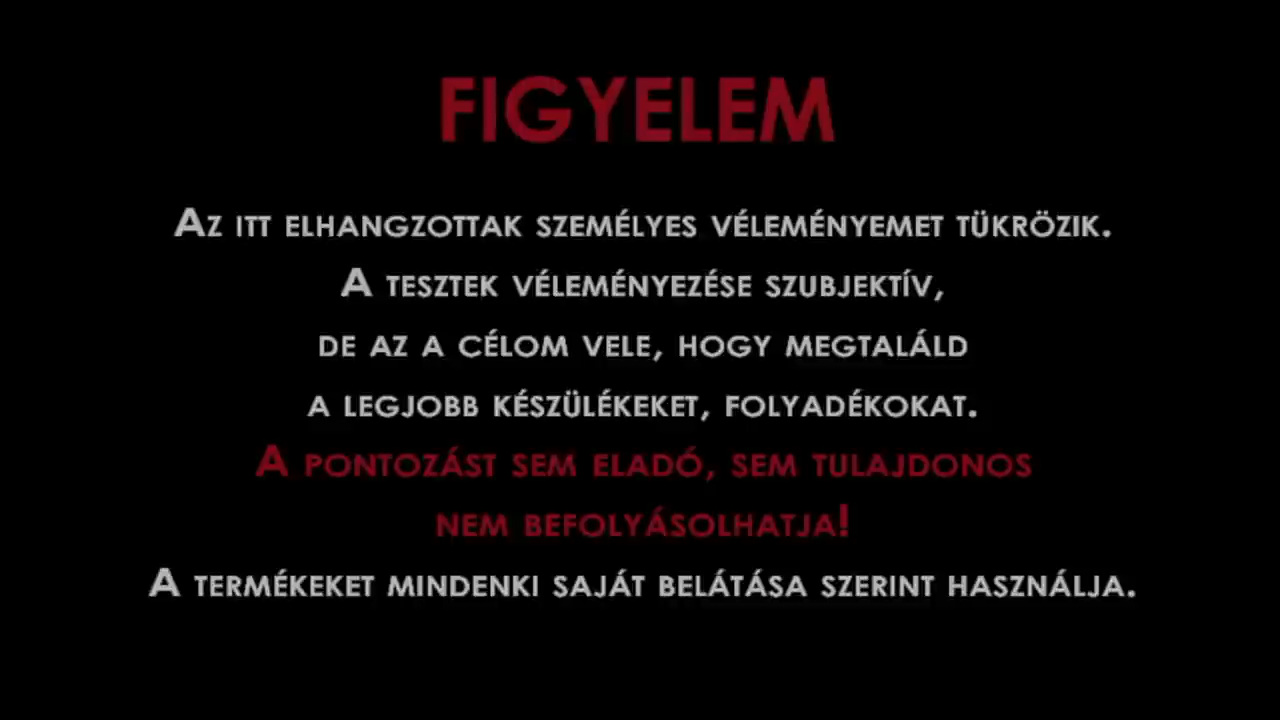 FIGYELEM
Az itt elhangzottak személyes véleményemet tükrözik.
A tesztek véleményezése szubjektív,
de az a célom vele, hogy megtaláld
a legjobb készülékeket, folyadékokat.
A pontozást sem eladó, sem tulajdonos
nem befolyásolhatja!
A termékeket mindenki saját belátása szerint használja.